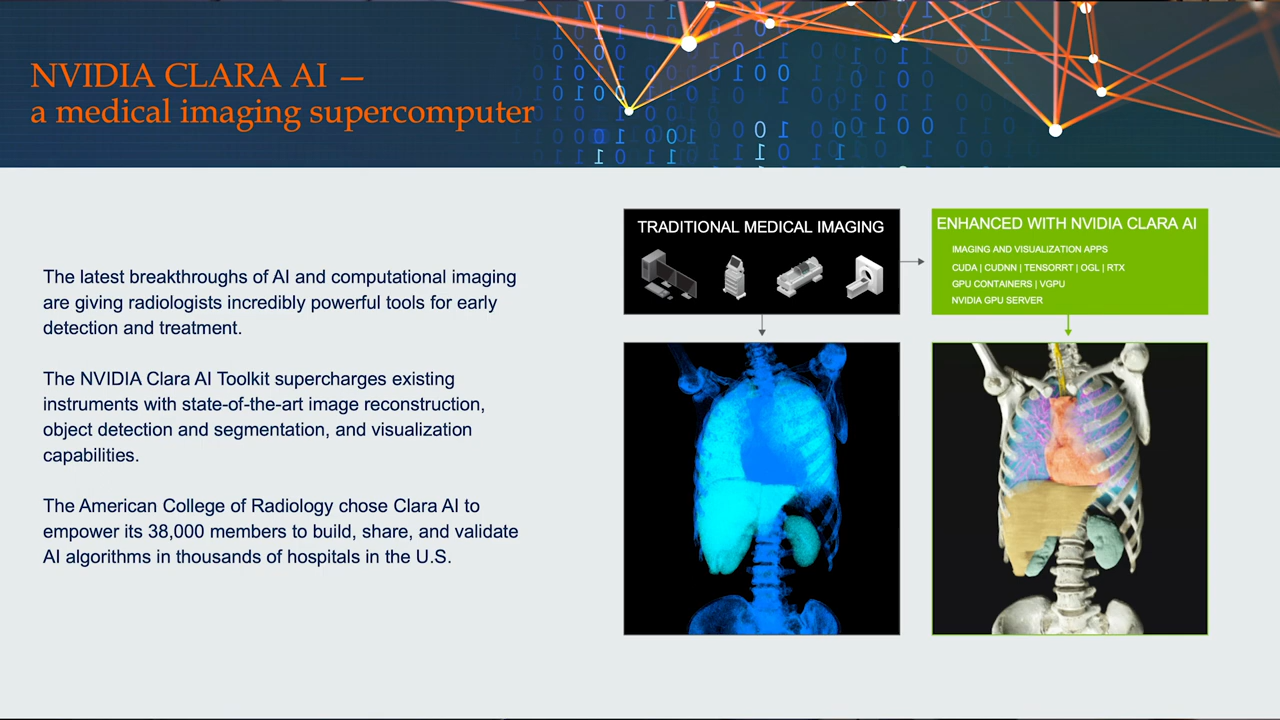 NVIDIA CLARA AI —
a medical imaging supercomputer
The latest breakthroughs of AI and computational imaging
are giving radiologists incredibly powerful tools for early
detection and treatment.
The NVIDIA Clara AI Toolkit supercharges existing
instruments with state-of-the-art image reconstruction,
object detection and segmentation, and visualization
capabilities.
The American College of Radiology chose Clara AI to
empower its 38,000 members to build, share, and validate
AI algorithms in thousands of hospitals in the U.S.
TRADITIONAL MEDICAL IMAGING
ENHANCED WITH NVIDIA CLARA AI
IMAGING AND VISUALIZATION APPS
CUDA | CUDNN | TENSORRT | OGL | RTX
GPU CONTAINERS | VGPU
NVIDIA GPU SERVER